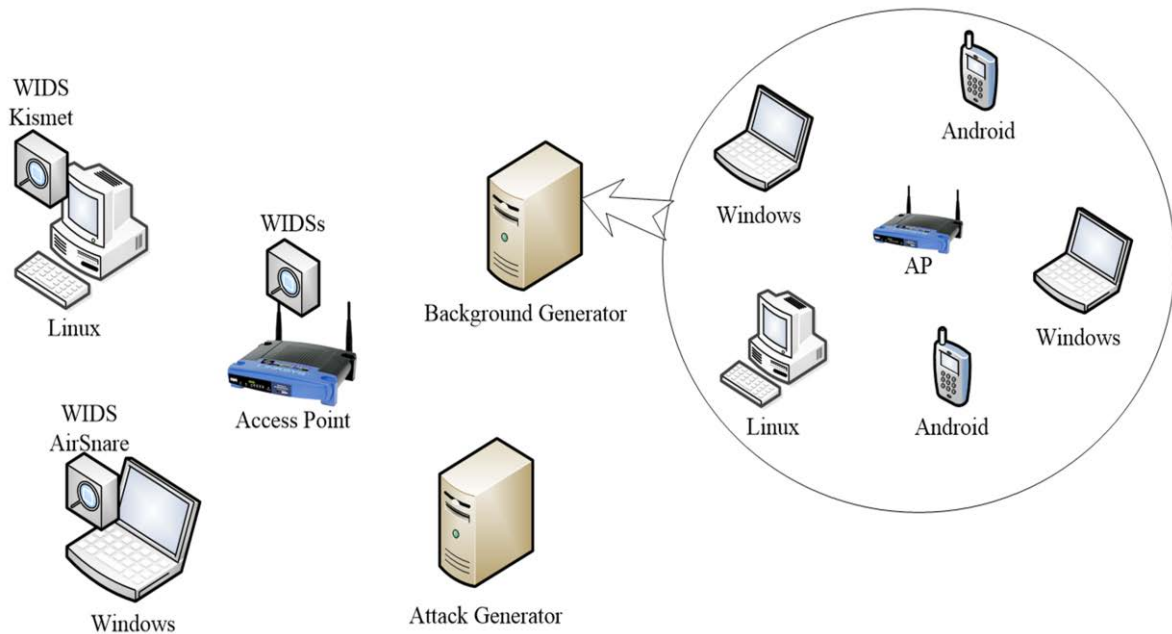 WIDS
Kismet
Linux
WIDSs
Access Point
WIDS
AirSnare
Windows
Background Generator
Attack Generator
Android
Windows
AP
Windows
Linux
Android